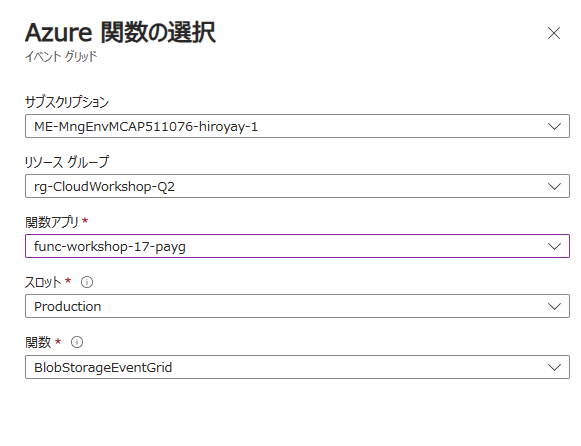 Azure 関数の選択
イベント グリッド
サブスクリプション
ME-MngEnvMCAP511076-hiroyay-1
リソース グループ
rg-CloudWorkshop-Q2
関数アプリ *
func-workshop-17-payg
スロット *
Production
関数 *
BlobStorageEventGrid